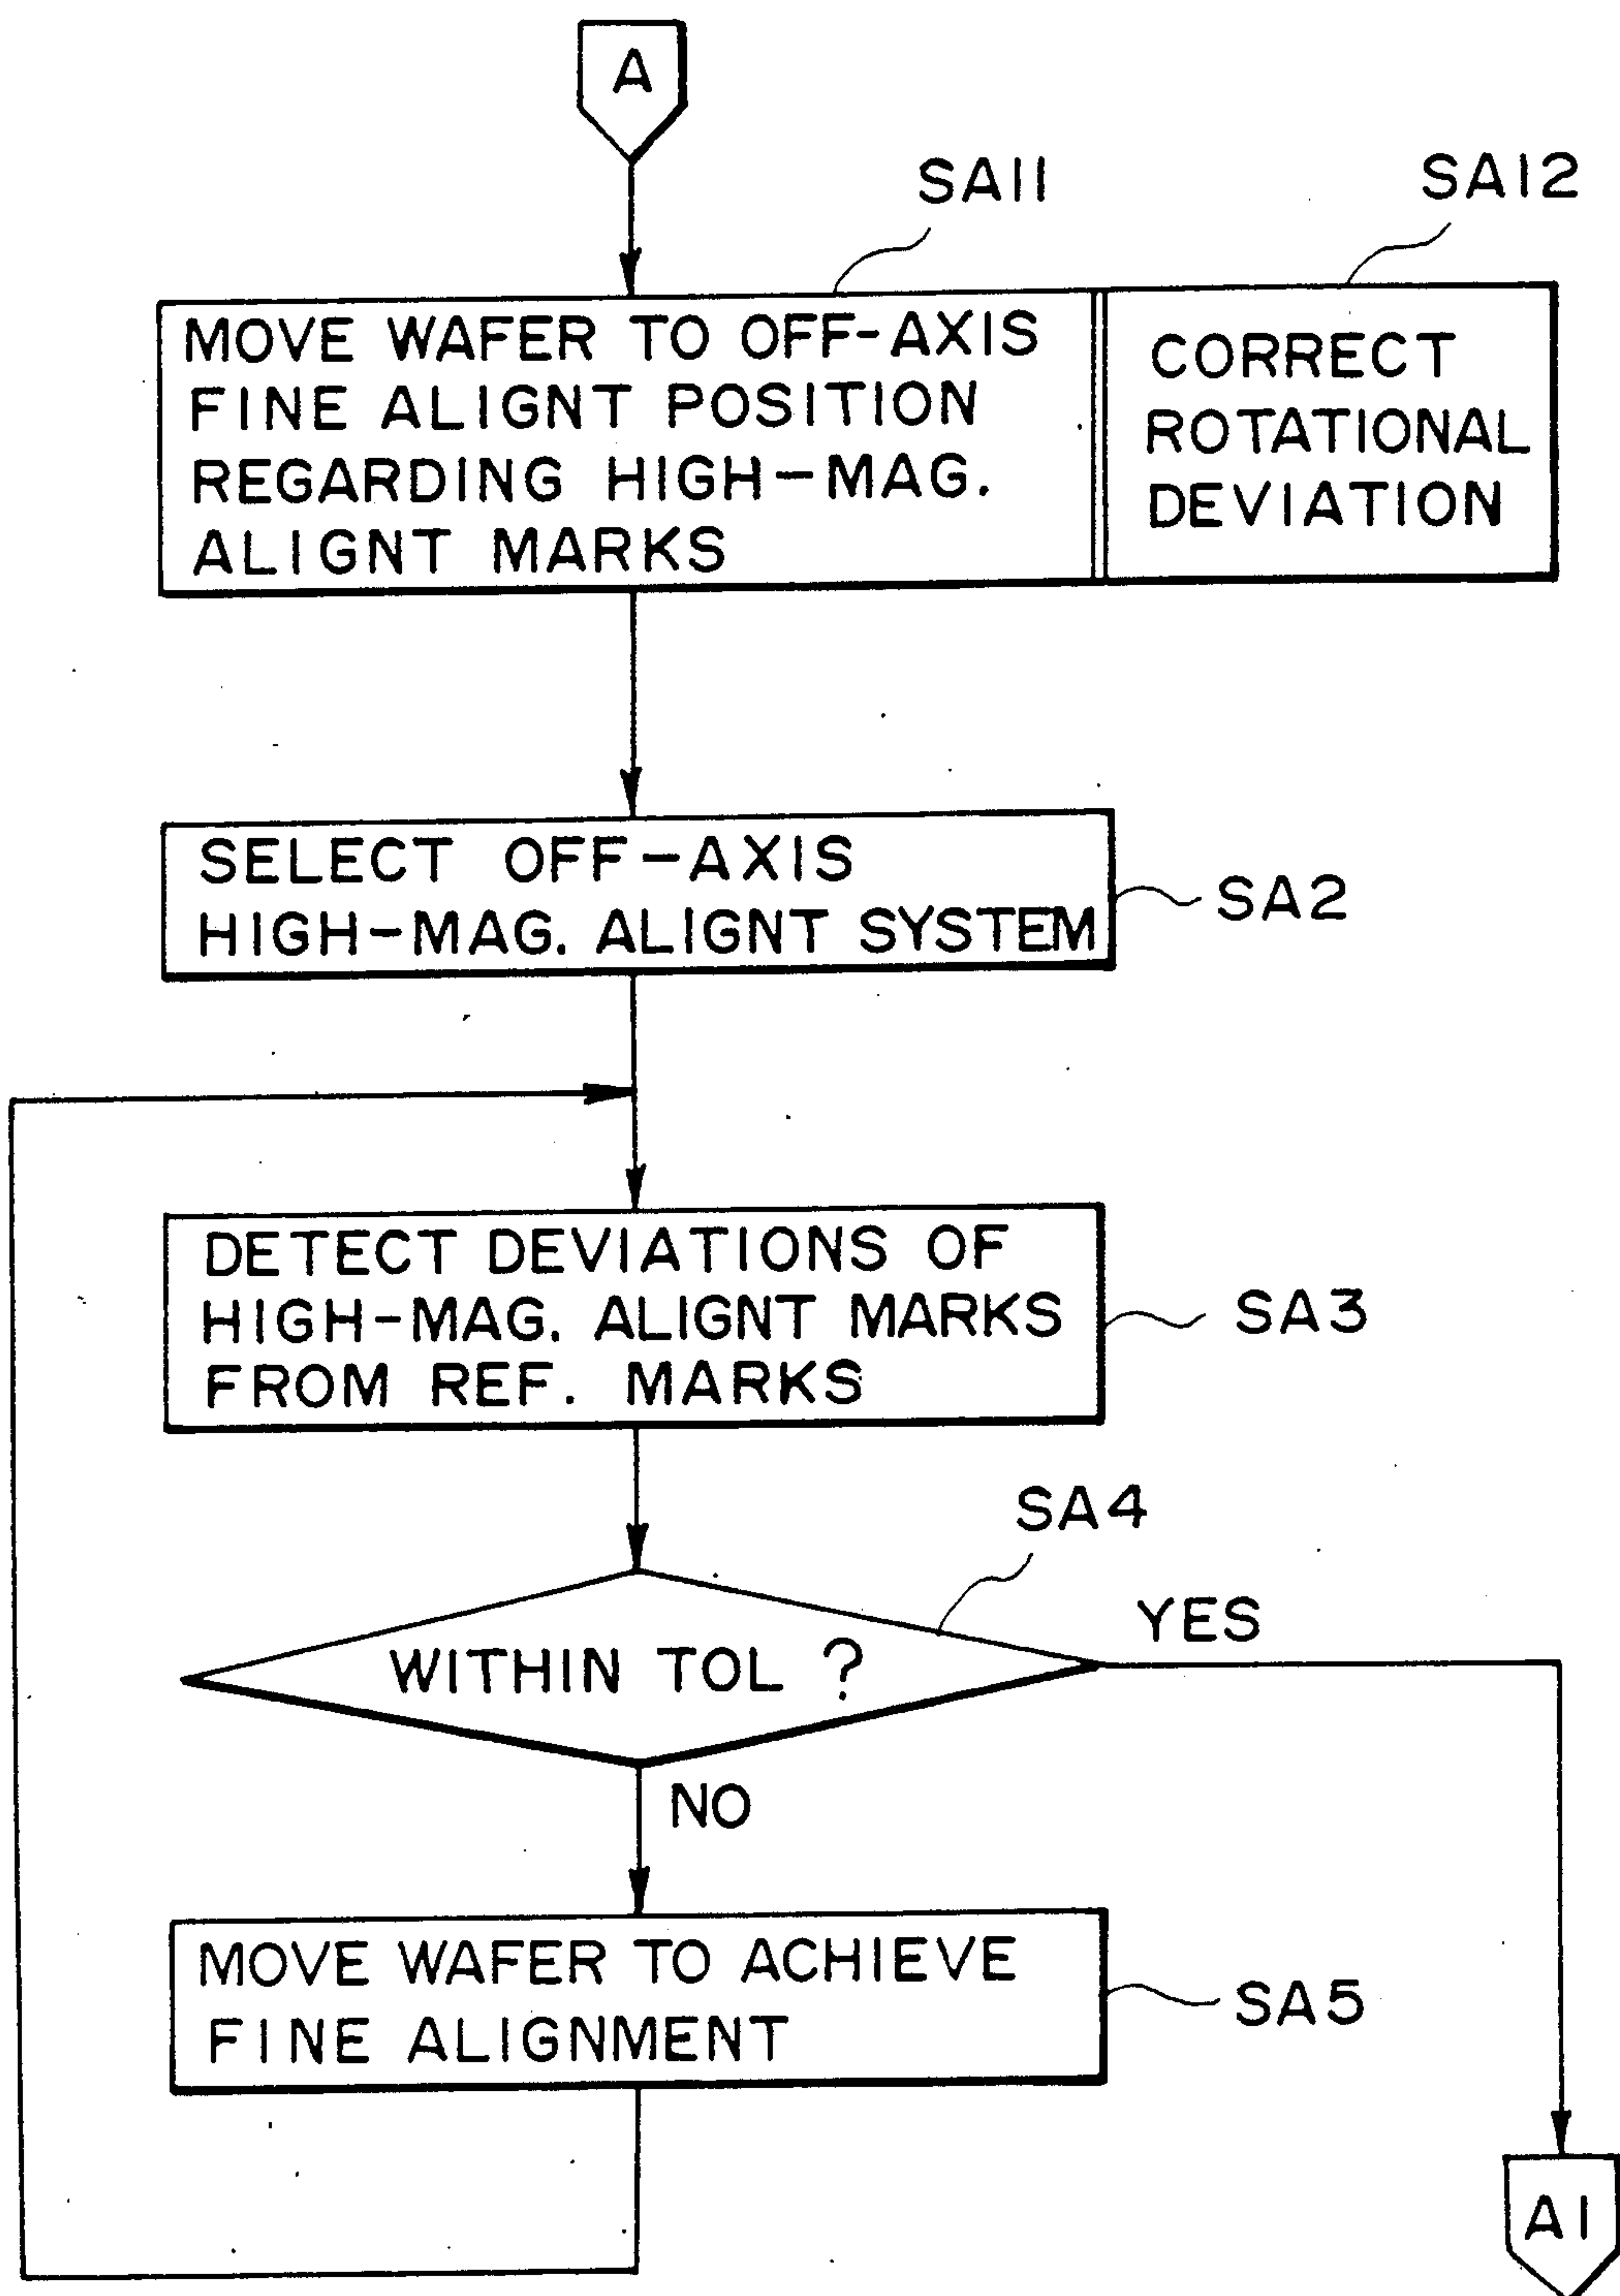 A
SA11
SA12
MOVE WAFER TO OFF-AXIS
FINE ALIGNT POSITION
REGARDING HIGH-MAG.
ALIGNT MARKS
CORRECT
ROTATIONAL
DEVIATION
SELECT OFF-AXIS
HIGH-MAG. ALIGNT SYSTEM
SA2
DETECT DEVIATIONS OF
HIGH-MAG. ALIGNT MARKS
FROM REF. MARKS
SA3
SA4
WITHIN TOL ?
YES
NO
MOVE WAFER TO ACHIEVE
FINE ALIGNMENT
SA5
A1